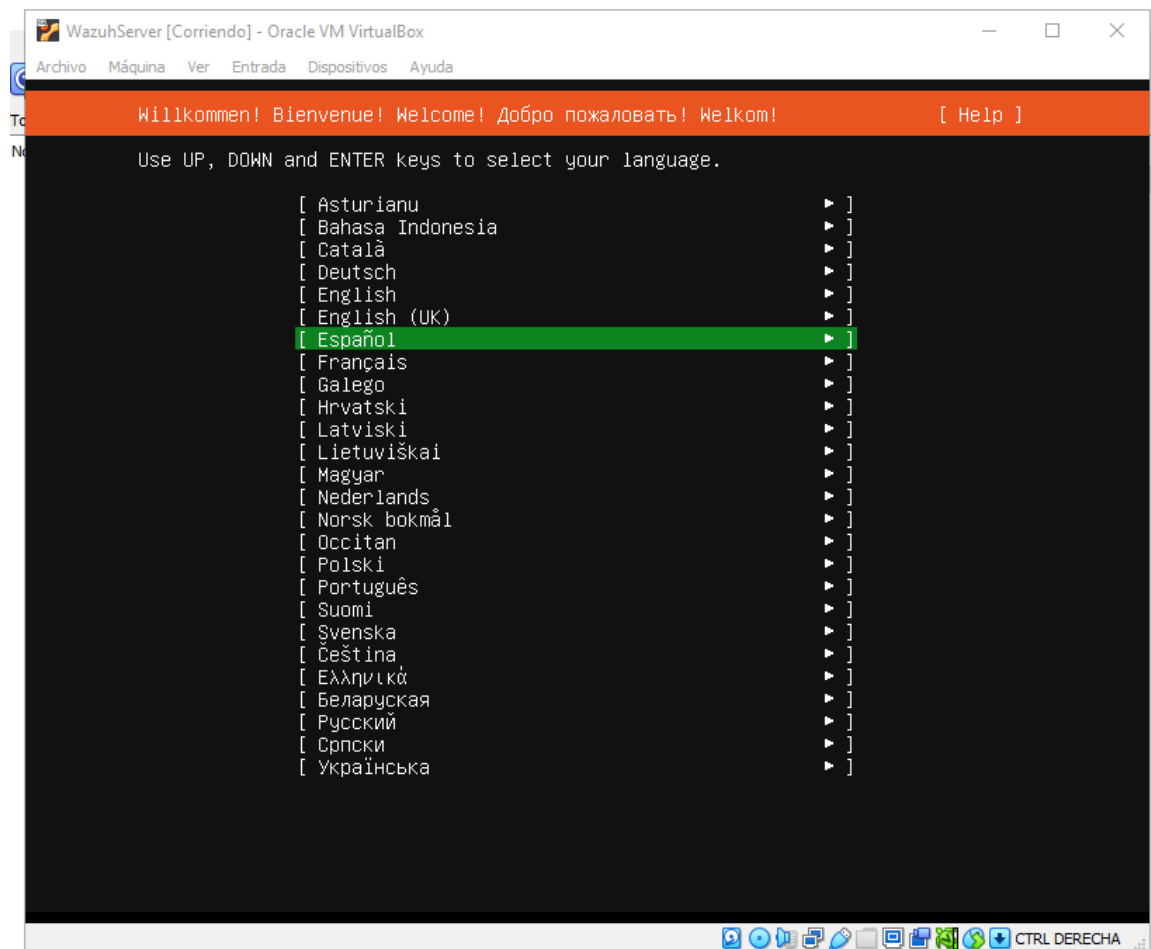 WazuhServer [Corriendo] - Oracle VM VirtualBox
Archivo Máquina Ver Entrada Dispositivos Ayuda
Willkommen! Bienvenue! Welcome! Добро пожаловать! Welkom! [ Help ]
Use UP, DOWN and ENTER keys to select your language.
[ Asturianu ► ]
[ Bahasa Indonesia ► ]
[ Català ► ]
[ Deutsch ► ]
[ English ► ]
[ English (UK) ► ]
[ Español ► ]
[ Français ► ]
[ Galego ► ]
[ Hrvatski ► ]
[ Latviski ► ]
[ Lietuviškai ► ]
[ Magyar ► ]
[ Nederlands ► ]
[ Norsk bokmål ► ]
[ Occitan ► ]
[ Polski ► ]
[ Português ► ]
[ Suomi ► ]
[ Svenska ► ]
[ Čeština ► ]
[ Ελληνικά ► ]
[ Беларуская ► ]
[ Русский ► ]
[ Српски ► ]
[ Українська ► ]
CTRL DERECHA